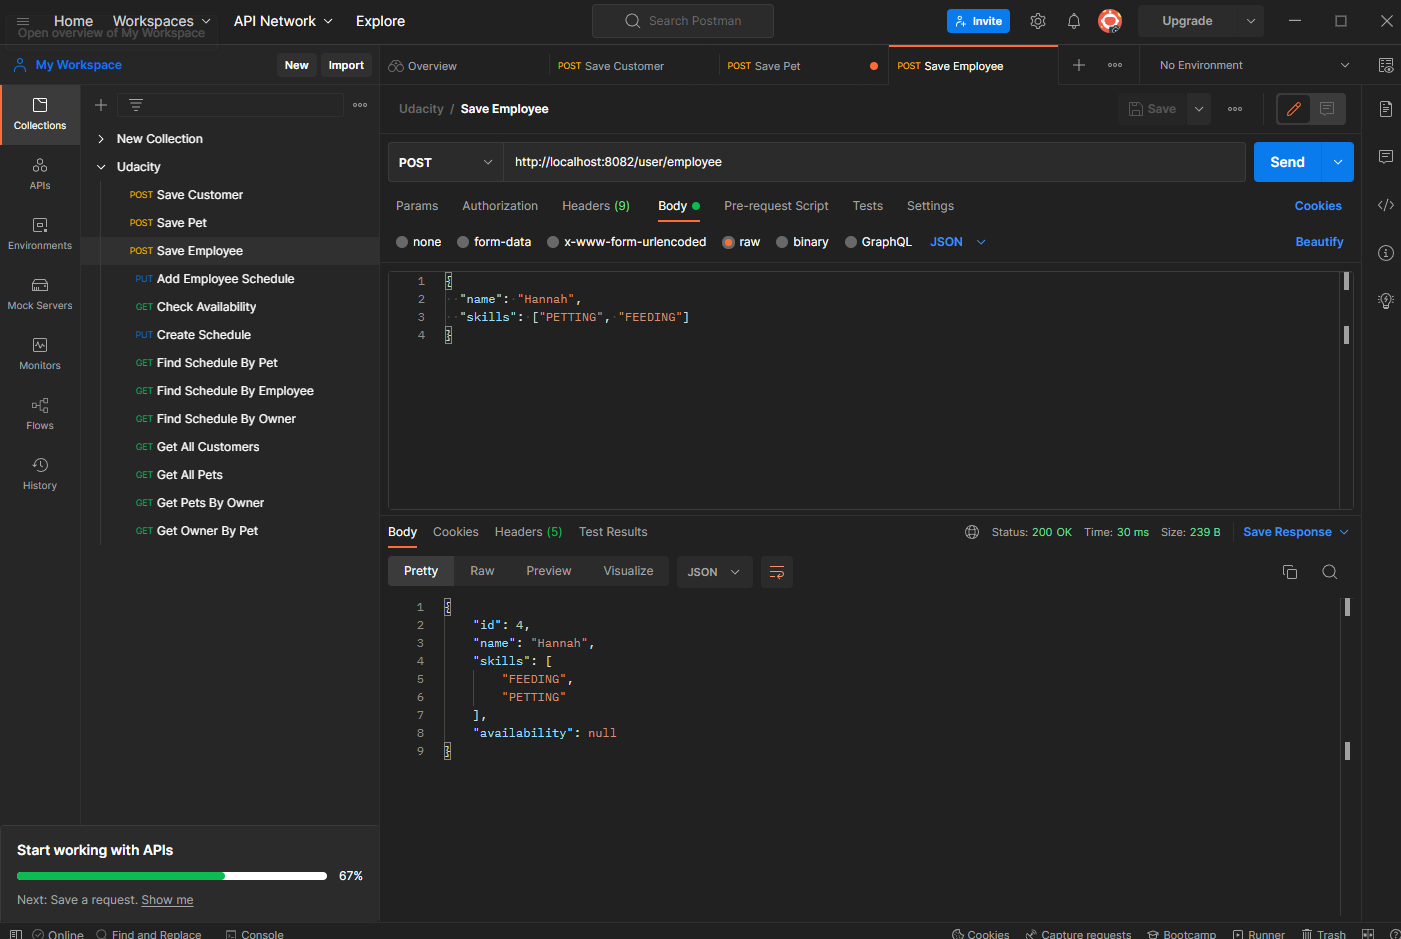 Home Workspaces API Network Explore Search Postman Invite Upgrade
Open overview of My Workspace
My Workspace New Import
Overview POST Save Customer POST Save Pet POST Save Employee No Environment
Collections
APIs
Environments
Mock Servers
Monitors
Flows
History
New Collection
Udacity
POST Save Customer
POST Save Pet
POST Save Employee
PUT Add Employee Schedule
GET Check Availability
PUT Create Schedule
GET Find Schedule By Pet
GET Find Schedule By Employee
GET Find Schedule By Owner
GET Get All Customers
GET Get All Pets
GET Get Pets By Owner
GET Get Owner By Pet
Udacity / Save Employee Save
POST http://localhost:8082/user/employee Send
Params Authorization Headers (9) Body Pre-request Script Tests Settings Cookies
none form-data x-www-form-urlencoded raw binary GraphQL JSON Beautify
1 {
2 "name": "Hannah",
3 "skills": ["PETTING", "FEEDING"]
4 }
Body Cookies Headers (5) Test Results Status: 200 OK Time: 30 ms Size: 239 B Save Response
Pretty Raw Preview Visualize JSON
1 {
2 "id": 4,
3 "name": "Hannah",
4 "skills": [
5 "FEEDING",
6 "PETTING"
7 ],
8 "availability": null
9 }
Start working with APIs
67%
Next: Save a request. Show me
Online Find and Replace Console Cookies Capture requests Bootcamp Runner Trash